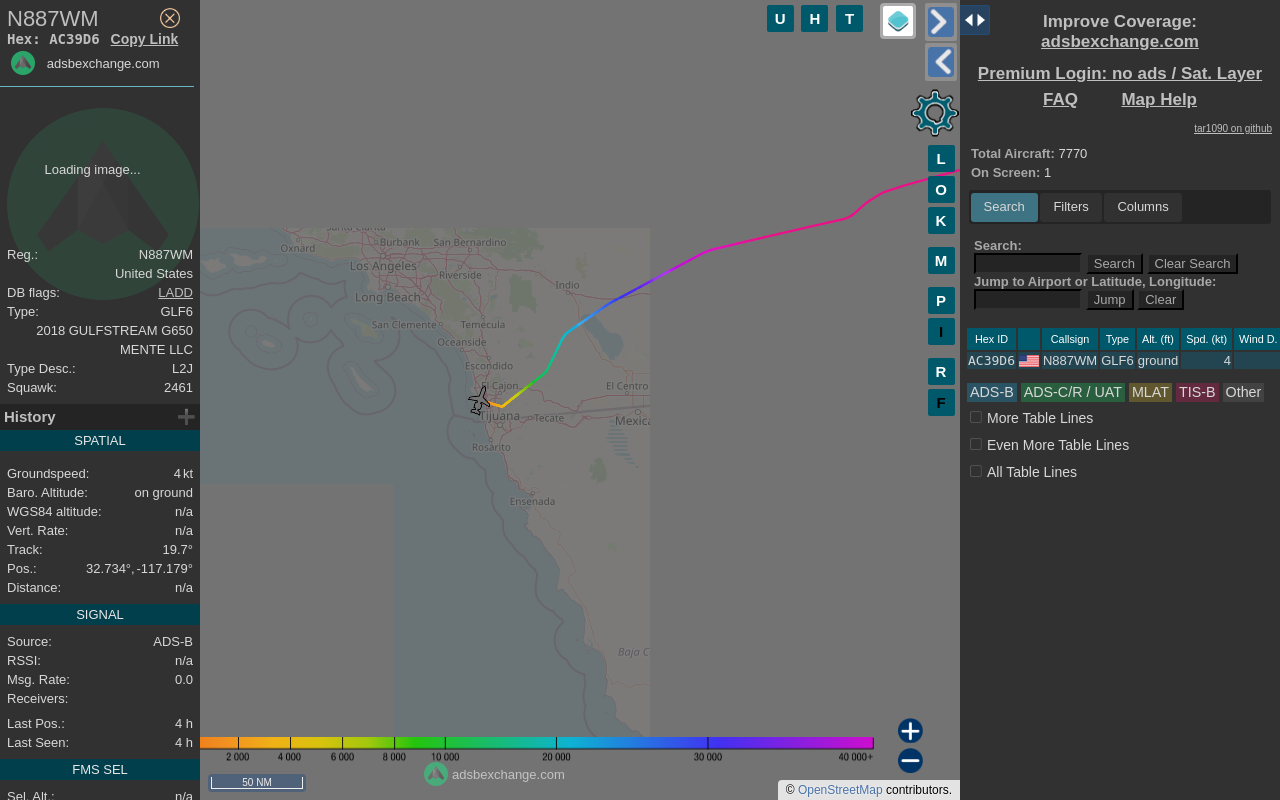 N887WM
Hex: AC39D6 Copy Link
adsbexchange.com
Loading image...
Reg.: N887WM
United States
DB flags: LADD
Type: GLF6
2018 GULFSTREAM G650
MENTE LLC
Type Desc.: L2J
Squawk: 2461
History
SPATIAL
Groundspeed: 4 kt
Baro. Altitude: on ground
WGS84 altitude: n/a
Vert. Rate: n/a
Track: 19.7°
Pos.: 32.734°, -117.179°
Distance: n/a
SIGNAL
Source: ADS-B
RSSI: n/a
Msg. Rate: 0.0
Receivers:
Last Pos.: 4 h
Last Seen: 4 h
FMS SEL
Sel. Alt.: n/a
U H T
L
O
K
M
P
I
R
F
Santa Clarita
Oxnard
Burbank
San Bernardino
Los Angeles
Riverside
Long Beach
Indio
San Clemente
Temecula
Oceanside
Escondido
El Cajon
El Centro
Tijuana
Tecate
Mexica
Rosarito
Ensenada
Baja C
2 000 4 000 6 000 8 000 10 000 20 000 30 000 40 000+
50 NM
adsbexchange.com
© OpenStreetMap contributors.
Improve Coverage:
adsbexchange.com
Premium Login: no ads / Sat. Layer
FAQ Map Help
tar1090 on github
Total Aircraft: 7770
On Screen: 1
Search Filters Columns
Search:
Search Clear Search
Jump to Airport or Latitude, Longitude:
Jump Clear
Hex ID Callsign Type Alt. (ft) Spd. (kt) Wind D.
AC39D6 N887WM GLF6 ground 4
ADS-B ADS-C/R / UAT MLAT TIS-B Other
More Table Lines
Even More Table Lines
All Table Lines